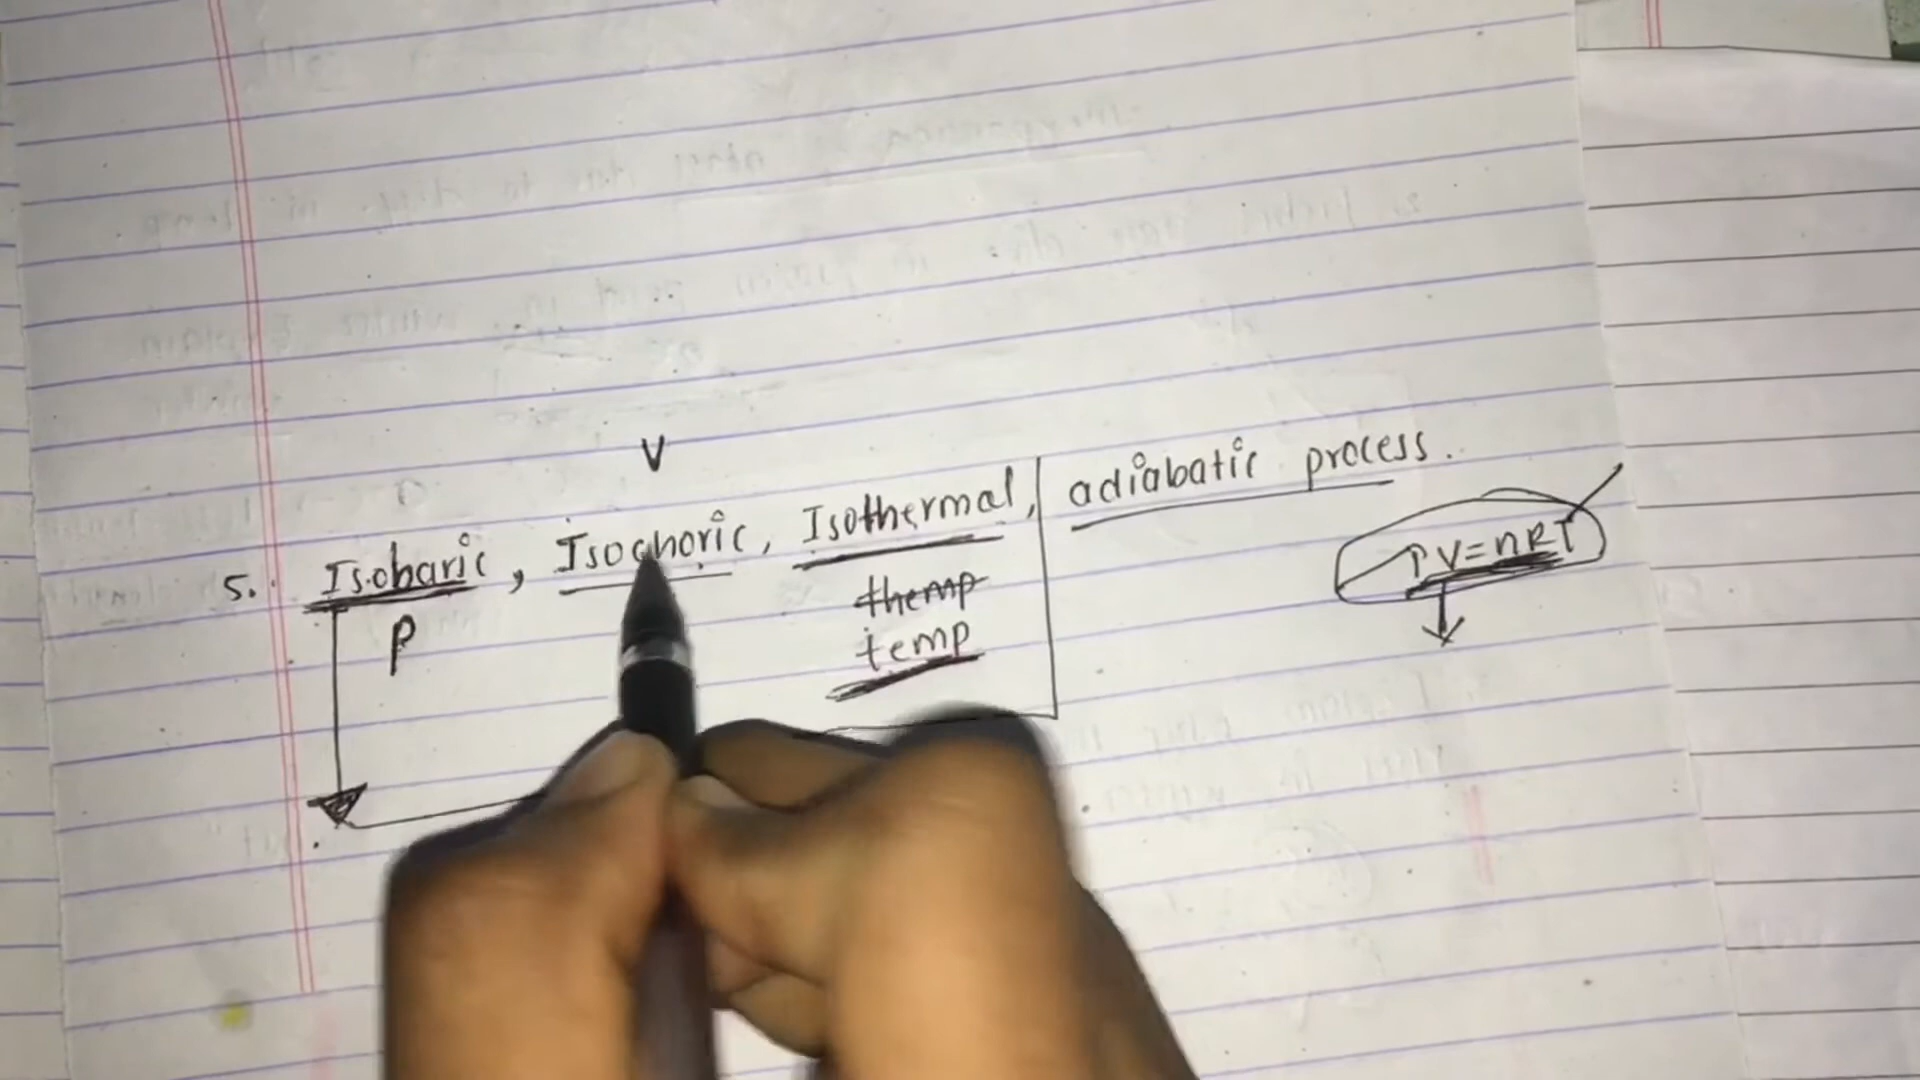 V
5. Isobaric, Isochoric, Isothermal, adiabatic process.
PV=nRT
P
themp
temp